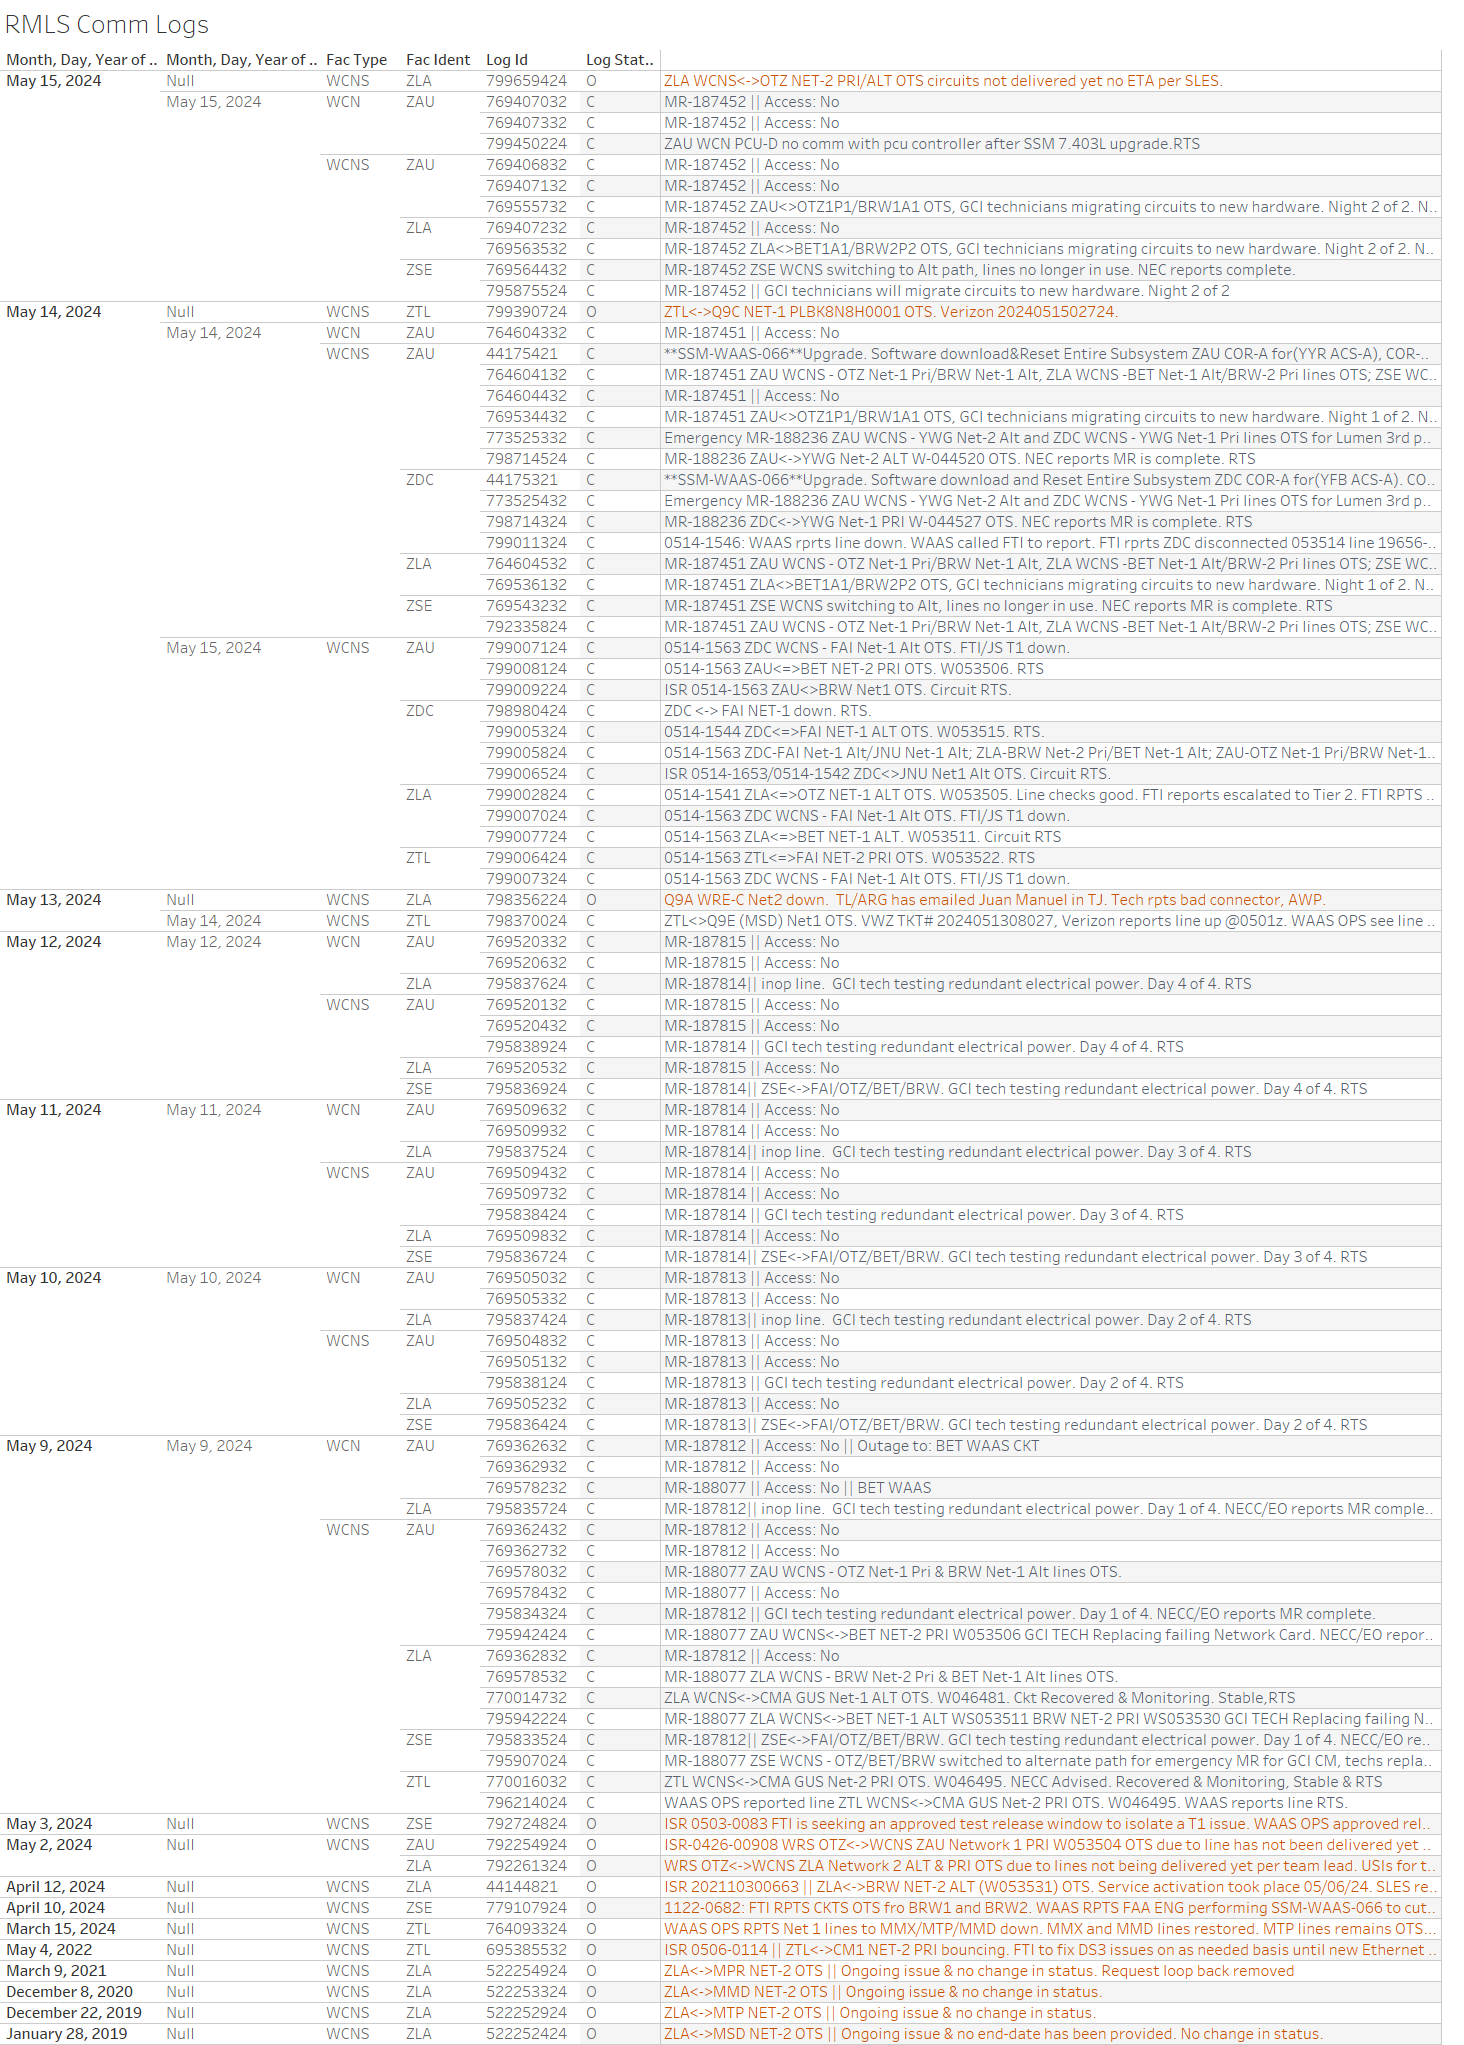 RMLS Comm Logs
Month, Day, Year of .. Month, Day, Year of .. Fac Type Fac Ident Log Id Log Stat..
May 15, 2024 Null WCNS ZLA 799659424 O ZLA WCNS<->OTZ NET-2 PRI/ALT OTS circuits not delivered yet no ETA per SLES.
May 15, 2024 WCN ZAU 769407032 C MR-187452 || Access: No
769407332 C MR-187452 || Access: No
799450224 C ZAU WCN PCU-D no comm with pcu controller after SSM 7.403L upgrade.RTS
WCNS ZAU 769406832 C MR-187452 || Access: No
769407132 C MR-187452 || Access: No
769555732 C MR-187452 ZAU<>OTZ1P1/BRW1A1 OTS, GCI technicians migrating circuits to new hardware. Night 2 of 2. N..
ZLA 769407232 C MR-187452 || Access: No
769563532 C MR-187452 ZLA<>BET1A1/BRW2P2 OTS, GCI technicians migrating circuits to new hardware. Night 2 of 2. N..
ZSE 769564432 C MR-187452 ZSE WCNS switching to Alt path, lines no longer in use. NEC reports complete.
795875524 C MR-187452 || GCI technicians will migrate circuits to new hardware. Night 2 of 2
May 14, 2024 Null WCNS ZTL 799390724 O ZTL<->Q9C NET-1 PLBK8N8H0001 OTS. Verizon 2024051502724.
May 14, 2024 WCN ZAU 764604332 C MR-187451 || Access: No
WCNS ZAU 44175421 C **SSM-WAAS-066**Upgrade. Software download&Reset Entire Subsystem ZAU COR-A for(YYR ACS-A), COR-..
764604132 C MR-187451 ZAU WCNS - OTZ Net-1 Pri/BRW Net-1 Alt, ZLA WCNS -BET Net-1 Alt/BRW-2 Pri lines OTS; ZSE WC..
764604432 C MR-187451 || Access: No
769534432 C MR-187451 ZAU<>OTZ1P1/BRW1A1 OTS, GCI technicians migrating circuits to new hardware. Night 1 of 2. N..
773525332 C Emergency MR-188236 ZAU WCNS - YWG Net-2 Alt and ZDC WCNS - YWG Net-1 Pri lines OTS for Lumen 3rd p..
798714524 C MR-188236 ZAU<->YWG Net-2 ALT W-044520 OTS. NEC reports MR is complete. RTS
ZDC 44175321 C **SSM-WAAS-066**Upgrade. Software download and Reset Entire Subsystem ZDC COR-A for(YFB ACS-A). CO..
773525432 C Emergency MR-188236 ZAU WCNS - YWG Net-2 Alt and ZDC WCNS - YWG Net-1 Pri lines OTS for Lumen 3rd p..
798714324 C MR-188236 ZDC<->YWG Net-1 PRI W-044527 OTS. NEC reports MR is complete. RTS
799011324 C 0514-1546: WAAS rprts line down. WAAS called FTI to report. FTI rprts ZDC disconnected 053514 line 19656-..
ZLA 764604532 C MR-187451 ZAU WCNS - OTZ Net-1 Pri/BRW Net-1 Alt, ZLA WCNS -BET Net-1 Alt/BRW-2 Pri lines OTS; ZSE WC..
769536132 C MR-187451 ZLA<>BET1A1/BRW2P2 OTS, GCI technicians migrating circuits to new hardware. Night 1 of 2. N..
ZSE 769543232 C MR-187451 ZSE WCNS switching to Alt, lines no longer in use. NEC reports MR is complete. RTS
792335824 C MR-187451 ZAU WCNS - OTZ Net-1 Pri/BRW Net-1 Alt, ZLA WCNS -BET Net-1 Alt/BRW-2 Pri lines OTS; ZSE WC..
May 15, 2024 WCNS ZAU 799007124 C 0514-1563 ZDC WCNS - FAI Net-1 Alt OTS. FTI/JS T1 down.
799008124 C 0514-1563 ZAU<=>BET NET-2 PRI OTS. W053506. RTS
799009224 C ISR 0514-1563 ZAU<>BRW Net1 OTS. Circuit RTS.
ZDC 798980424 C ZDC <-> FAI NET-1 down. RTS.
799005324 C 0514-1544 ZDC<=>FAI NET-1 ALT OTS. W053515. RTS.
799005824 C 0514-1563 ZDC-FAI Net-1 Alt/JNU Net-1 Alt; ZLA-BRW Net-2 Pri/BET Net-1 Alt; ZAU-OTZ Net-1 Pri/BRW Net-1..
799006524 C ISR 0514-1653/0514-1542 ZDC<>JNU Net1 Alt OTS. Circuit RTS.
ZLA 799002824 C 0514-1541 ZLA<=>OTZ NET-1 ALT OTS. W053505. Line checks good. FTI reports escalated to Tier 2. FTI RPTS ..
799007024 C 0514-1563 ZDC WCNS - FAI Net-1 Alt OTS. FTI/JS T1 down.
799007724 C 0514-1563 ZLA<=>BET NET-1 ALT. W053511. Circuit RTS
ZTL 799006424 C 0514-1563 ZTL<=>FAI NET-2 PRI OTS. W053522. RTS
799007324 C 0514-1563 ZDC WCNS - FAI Net-1 Alt OTS. FTI/JS T1 down.
May 13, 2024 Null WCNS ZLA 798356224 O Q9A WRE-C Net2 down. TL/ARG has emailed Juan Manuel in TJ. Tech rpts bad connector, AWP.
May 14, 2024 WCNS ZTL 798370024 C ZTL<>Q9E (MSD) Net1 OTS. VWZ TKT# 2024051308027, Verizon reports line up @0501z. WAAS OPS see line ..
May 12, 2024 May 12, 2024 WCN ZAU 769520332 C MR-187815 || Access: No
769520632 C MR-187815 || Access: No
ZLA 795837624 C MR-187814|| inop line. GCI tech testing redundant electrical power. Day 4 of 4. RTS
WCNS ZAU 769520132 C MR-187815 || Access: No
769520432 C MR-187815 || Access: No
795838924 C MR-187814 || GCI tech testing redundant electrical power. Day 4 of 4. RTS
ZLA 769520532 C MR-187815 || Access: No
ZSE 795836924 C MR-187814|| ZSE<->FAI/OTZ/BET/BRW. GCI tech testing redundant electrical power. Day 4 of 4. RTS
May 11, 2024 May 11, 2024 WCN ZAU 769509632 C MR-187814 || Access: No
769509932 C MR-187814 || Access: No
ZLA 795837524 C MR-187814|| inop line. GCI tech testing redundant electrical power. Day 3 of 4. RTS
WCNS ZAU 769509432 C MR-187814 || Access: No
769509732 C MR-187814 || Access: No
795838424 C MR-187814 || GCI tech testing redundant electrical power. Day 3 of 4. RTS
ZLA 769509832 C MR-187814 || Access: No
ZSE 795836724 C MR-187814|| ZSE<->FAI/OTZ/BET/BRW. GCI tech testing redundant electrical power. Day 3 of 4. RTS
May 10, 2024 May 10, 2024 WCN ZAU 769505032 C MR-187813 || Access: No
769505332 C MR-187813 || Access: No
ZLA 795837424 C MR-187813|| inop line. GCI tech testing redundant electrical power. Day 2 of 4. RTS
WCNS ZAU 769504832 C MR-187813 || Access: No
769505132 C MR-187813 || Access: No
795838124 C MR-187813 || GCI tech testing redundant electrical power. Day 2 of 4. RTS
ZLA 769505232 C MR-187813 || Access: No
ZSE 795836424 C MR-187813|| ZSE<->FAI/OTZ/BET/BRW. GCI tech testing redundant electrical power. Day 2 of 4. RTS
May 9, 2024 May 9, 2024 WCN ZAU 769362632 C MR-187812 || Access: No || Outage to: BET WAAS CKT
769362932 C MR-187812 || Access: No
769578232 C MR-188077 || Access: No || BET WAAS
ZLA 795835724 C MR-187812|| inop line. GCI tech testing redundant electrical power. Day 1 of 4. NECC/EO reports MR comple..
WCNS ZAU 769362432 C MR-187812 || Access: No
769362732 C MR-187812 || Access: No
769578032 C MR-188077 ZAU WCNS - OTZ Net-1 Pri & BRW Net-1 Alt lines OTS.
769578432 C MR-188077 || Access: No
795834324 C MR-187812 || GCI tech testing redundant electrical power. Day 1 of 4. NECC/EO reports MR complete.
795942424 C MR-188077 ZAU WCNS<->BET NET-2 PRI W053506 GCI TECH Replacing failing Network Card. NECC/EO repor..
ZLA 769362832 C MR-187812 || Access: No
769578532 C MR-188077 ZLA WCNS - BRW Net-2 Pri & BET Net-1 Alt lines OTS.
770014732 C ZLA WCNS<->CMA GUS Net-1 ALT OTS. W046481. Ckt Recovered & Monitoring. Stable,RTS
795942224 C MR-188077 ZLA WCNS<->BET NET-1 ALT WS053511 BRW NET-2 PRI WS053530 GCI TECH Replacing failing N..
ZSE 795833524 C MR-187812|| ZSE<->FAI/OTZ/BET/BRW. GCI tech testing redundant electrical power. Day 1 of 4. NECC/EO re..
795907024 C MR-188077 ZSE WCNS - OTZ/BET/BRW switched to alternate path for emergency MR for GCI CM, techs repla..
ZTL 770016032 C ZTL WCNS<->CMA GUS Net-2 PRI OTS. W046495. NECC Advised. Recovered & Monitoring, Stable & RTS
796214024 C WAAS OPS reported line ZTL WCNS<->CMA GUS Net-2 PRI OTS. W046495. WAAS reports line RTS.
May 3, 2024 Null WCNS ZSE 792724824 O ISR 0503-0083 FTI is seeking an approved test release window to isolate a T1 issue. WAAS OPS approved rel..
May 2, 2024 Null WCNS ZAU 792254924 O ISR-0426-00908 WRS OTZ<->WCNS ZAU Network 1 PRI W053504 OTS due to line has not been delivered yet ..
ZLA 792261324 O WRS OTZ<->WCNS ZLA Network 2 ALT & PRI OTS due to lines not being delivered yet per team lead. USIs for t..
April 12, 2024 Null WCNS ZLA 44144821 O ISR 202110300663 || ZLA<->BRW NET-2 ALT (W053531) OTS. Service activation took place 05/06/24. SLES re..
April 10, 2024 Null WCNS ZSE 779107924 O 1122-0682: FTI RPTS CKTS OTS fro BRW1 and BRW2. WAAS RPTS FAA ENG performing SSM-WAAS-066 to cut..
March 15, 2024 Null WCNS ZTL 764093324 O WAAS OPS RPTS Net 1 lines to MMX/MTP/MMD down. MMX and MMD lines restored. MTP lines remains OTS...
May 4, 2022 Null WCNS ZTL 695385532 O ISR 0506-0114 || ZTL<->CM1 NET-2 PRI bouncing. FTI to fix DS3 issues on as needed basis until new Ethernet ..
March 9, 2021 Null WCNS ZLA 522254924 O ZLA<->MPR NET-2 OTS || Ongoing issue & no change in status. Request loop back removed
December 8, 2020 Null WCNS ZLA 522253324 O ZLA<->MMD NET-2 OTS || Ongoing issue & no change in status.
December 22, 2019 Null WCNS ZLA 522252924 O ZLA<->MTP NET-2 OTS || Ongoing issue & no change in status.
January 28, 2019 Null WCNS ZLA 522252424 O ZLA<->MSD NET-2 OTS || Ongoing issue & no end-date has been provided. No change in status.